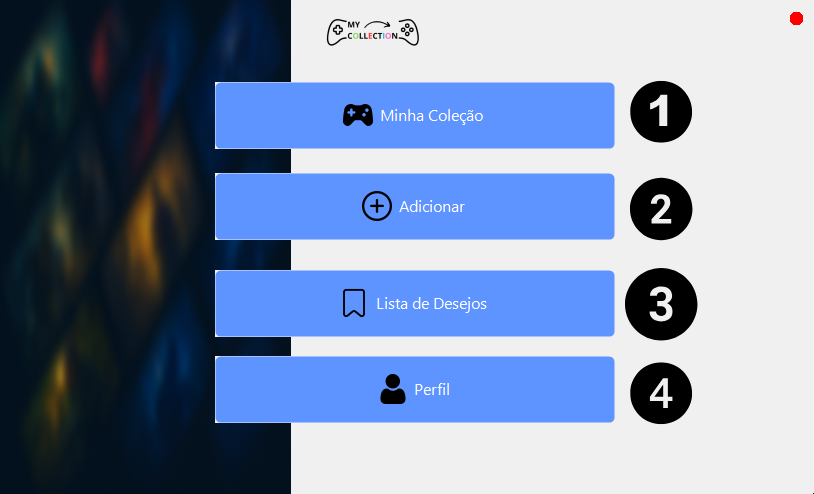 MY
COLLECTION
Minha Coleção
1
Adicionar
2
Lista de Desejos
3
Perfil
4